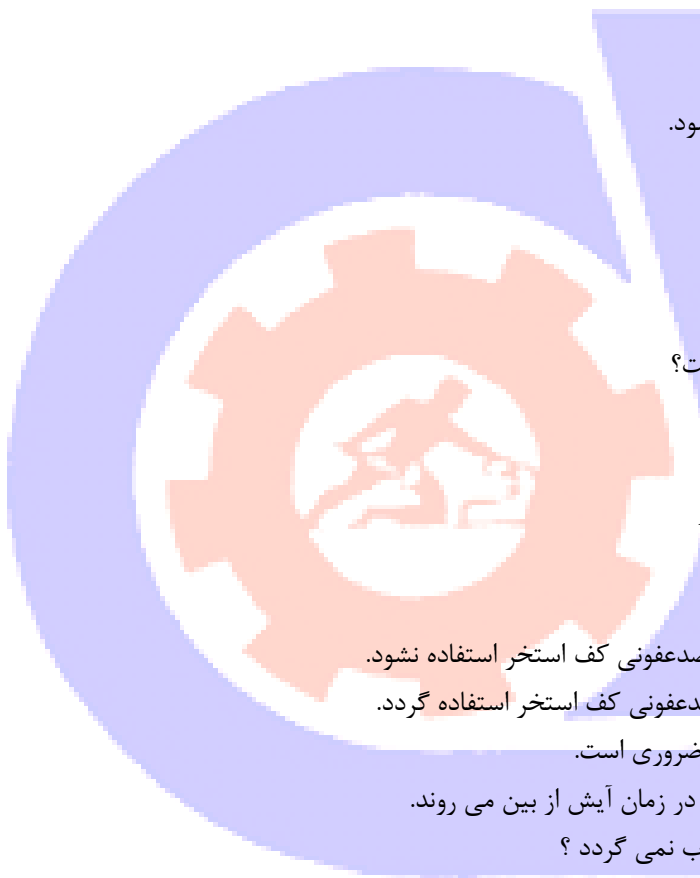 ود.
ت؟
ضدعفونی کف استخر استفاده نشود.
دعفونی کف استخر استفاده گردد.
ضروری است.
در زمان آیش از بین می روند.
ب نمی گردد ؟